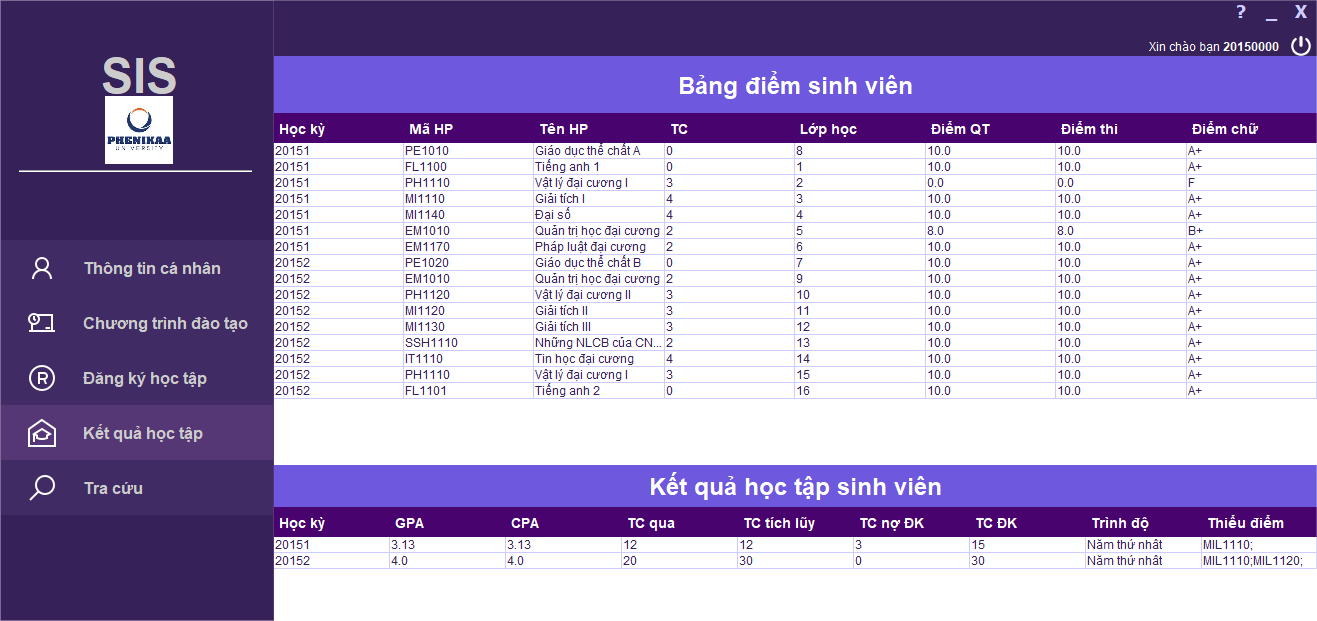 ? _ X
Xin chào bạn 20150000
SIS
PHENIKAA
UNIVERSITY
Thông tin cá nhân
Chương trình đào tạo
R Đăng ký học tập
Kết quả học tập
Tra cứu
Bảng điểm sinh viên
Học kỳ Mã HP Tên HP TC Lớp học Điểm QT Điểm thi Điểm chữ
20151 PE1010 Giáo dục thể chất A 0 8 10.0 10.0 A+
20151 FL1100 Tiếng anh 1 0 1 10.0 10.0 A+
20151 PH1110 Vật lý đại cương I 3 2 0.0 0.0 F
20151 MI1110 Giải tích I 4 3 10.0 10.0 A+
20151 MI1140 Đại số 4 4 10.0 10.0 A+
20151 EM1010 Quản trị học đại cương 2 5 8.0 8.0 B+
20151 EM1170 Pháp luật đại cương 2 6 10.0 10.0 A+
20152 PE1020 Giáo dục thể chất B 0 7 10.0 10.0 A+
20152 EM1010 Quản trị học đại cương 2 9 10.0 10.0 A+
20152 PH1120 Vật lý đại cương II 3 10 10.0 10.0 A+
20152 MI1120 Giải tích II 3 11 10.0 10.0 A+
20152 MI1130 Giải tích III 3 12 10.0 10.0 A+
20152 SSH1110 Những NLCB của CN... 2 13 10.0 10.0 A+
20152 IT1110 Tin học đại cương 4 14 10.0 10.0 A+
20152 PH1110 Vật lý đại cương I 3 15 10.0 10.0 A+
20152 FL1101 Tiếng anh 2 0 16 10.0 10.0 A+
Kết quả học tập sinh viên
Học kỳ GPA CPA TC qua TC tích lũy TC nợ ĐK TC ĐK Trình độ Thiếu điểm
20151 3.13 3.13 12 12 3 15 Năm thứ nhất MIL1110;
20152 4.0 4.0 20 30 0 30 Năm thứ nhất MIL1110;MIL1120;